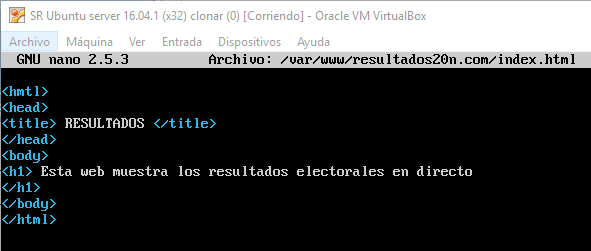 SR Ubuntu server 16.04.1 (x32) clonar (0) [Corriendo] - Oracle VM VirtualBox
Archivo Máquina Ver Entrada Dispositivos Ayuda
GNU nano 2.5.3 Archivo: /var/www/resultados20n.com/index.html
<hmtl>
<head>
<title> RESULTADOS </title>
</head>
<body>
<h1> Esta web muestra los resultados electorales en directo
</h1>
</body>
</html>